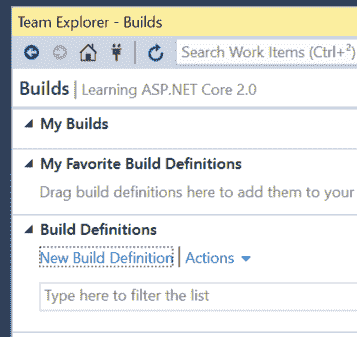 Team Explorer - Builds
Search Work Items (Ctrl+²)
Builds | Learning ASP.NET Core 2.0
My Builds
My Favorite Build Definitions
Drag build definitions here to add them to your
Build Definitions
New Build Definition | Actions
Type here to filter the list